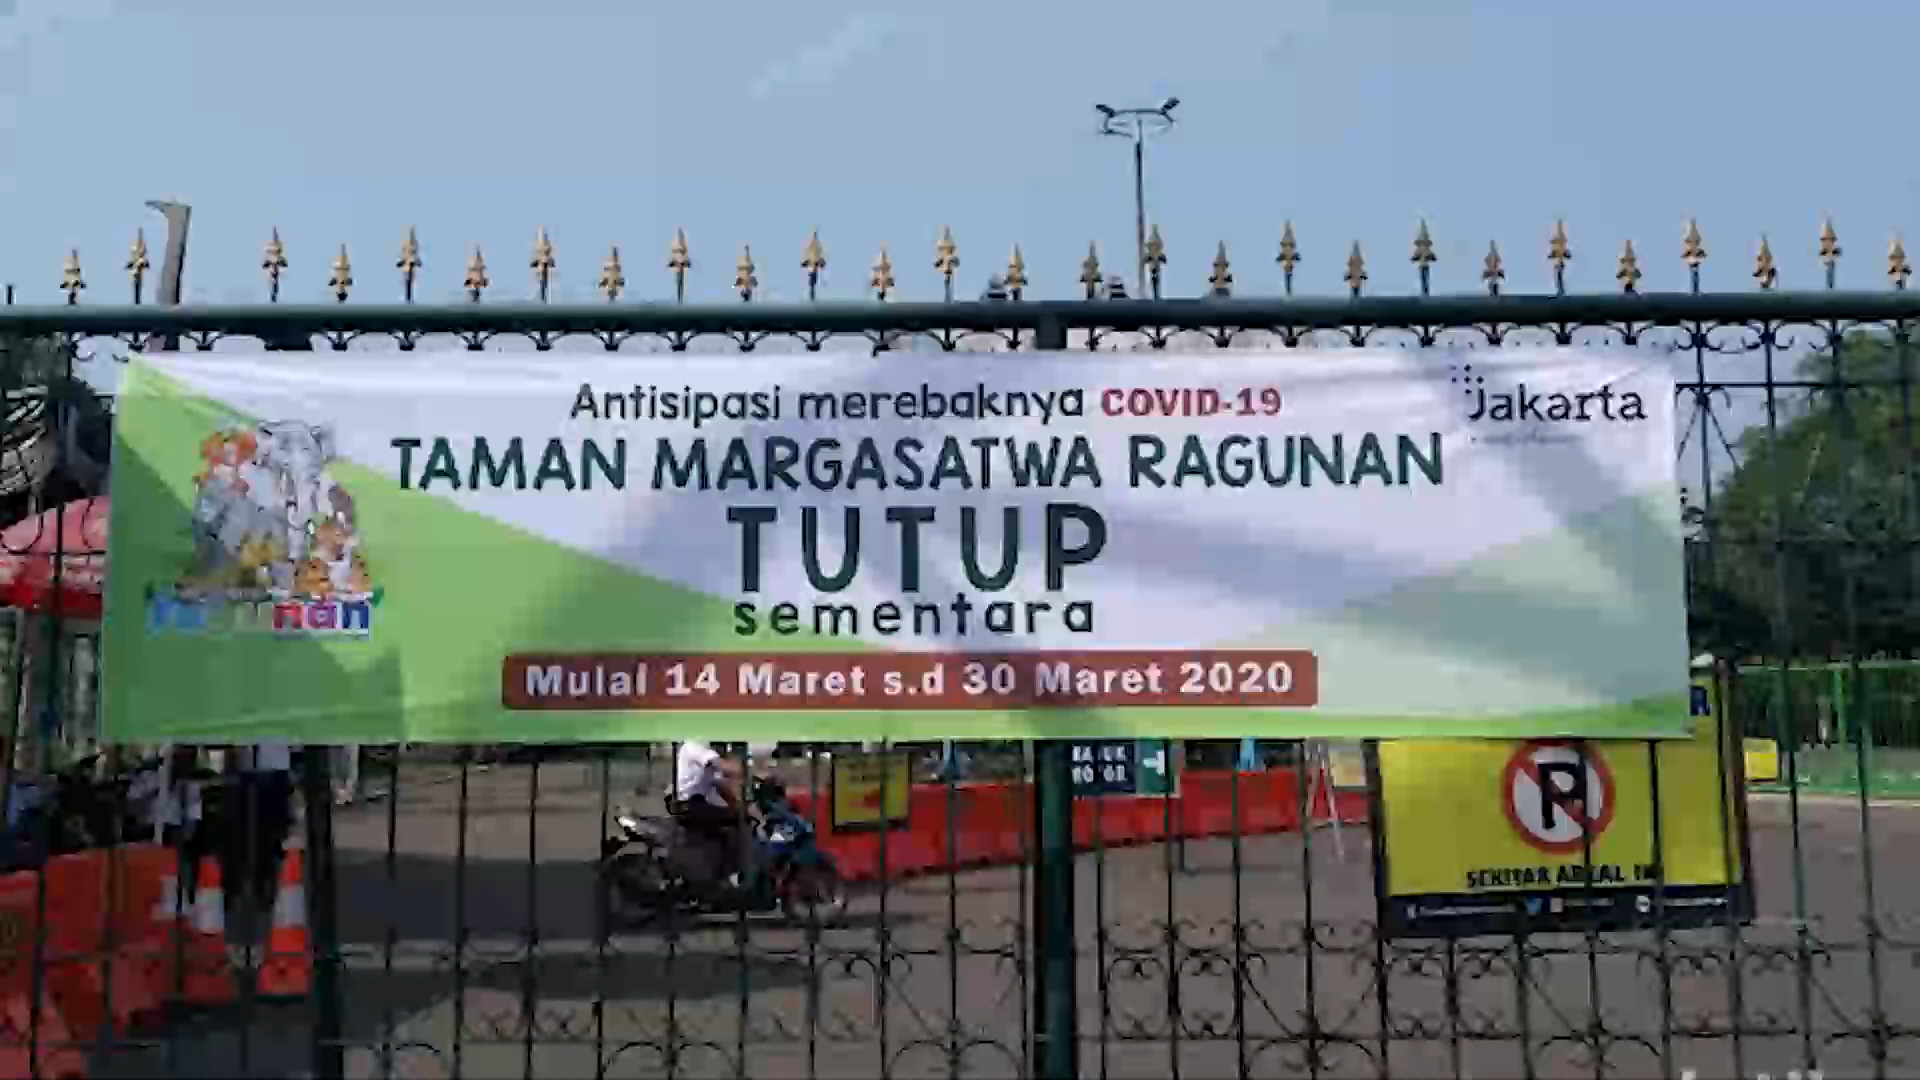 Antisipasi merebaknya COVID-19
Jakarta
TAMAN MARGASATWA RAGUNAN
TUTUP
sementara
ragunan
Mulai 14 Maret s.d 30 Maret 2020
P
SEKITAR AREAL INI